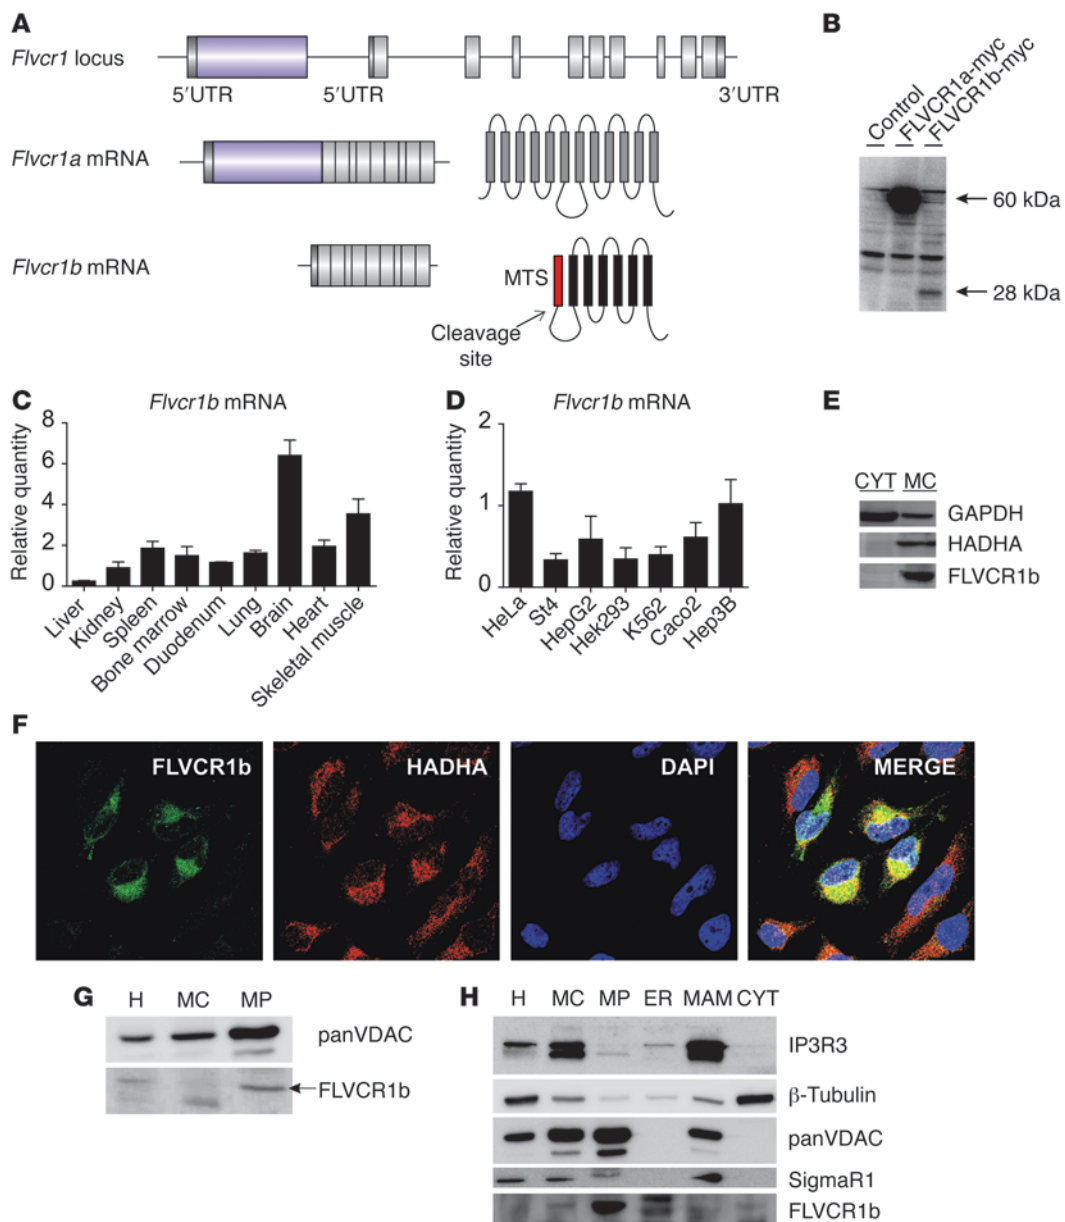 A
Flvcr1 locus
5′UTR 5′UTR 3′UTR
Flvcr1a mRNA
Flvcr1b mRNA
MTS
Cleavage
site
B
Control
FLVCR1a-myc
FLVCR1b-myc
60 kDa
28 kDa
C
Flvcr1b mRNA
Relative quantity
8
6
4
2
0
Liver
Kidney
Spleen
Bone marrow
Duodenum
Lung
Brain
Heart
Skeletal muscle
D
Flvcr1b mRNA
Relative quantity
2
1
0
HeLa
St4
HepG2
Hek293
K562
Caco2
Hep3B
E
CYT MC
GAPDH
HADHA
FLVCR1b
F
FLVCR1b
HADHA
DAPI
MERGE
G
H MC MP
panVDAC
FLVCR1b
H
H MC MP ER MAM CYT
IP3R3
β-Tubulin
panVDAC
SigmaR1
FLVCR1b